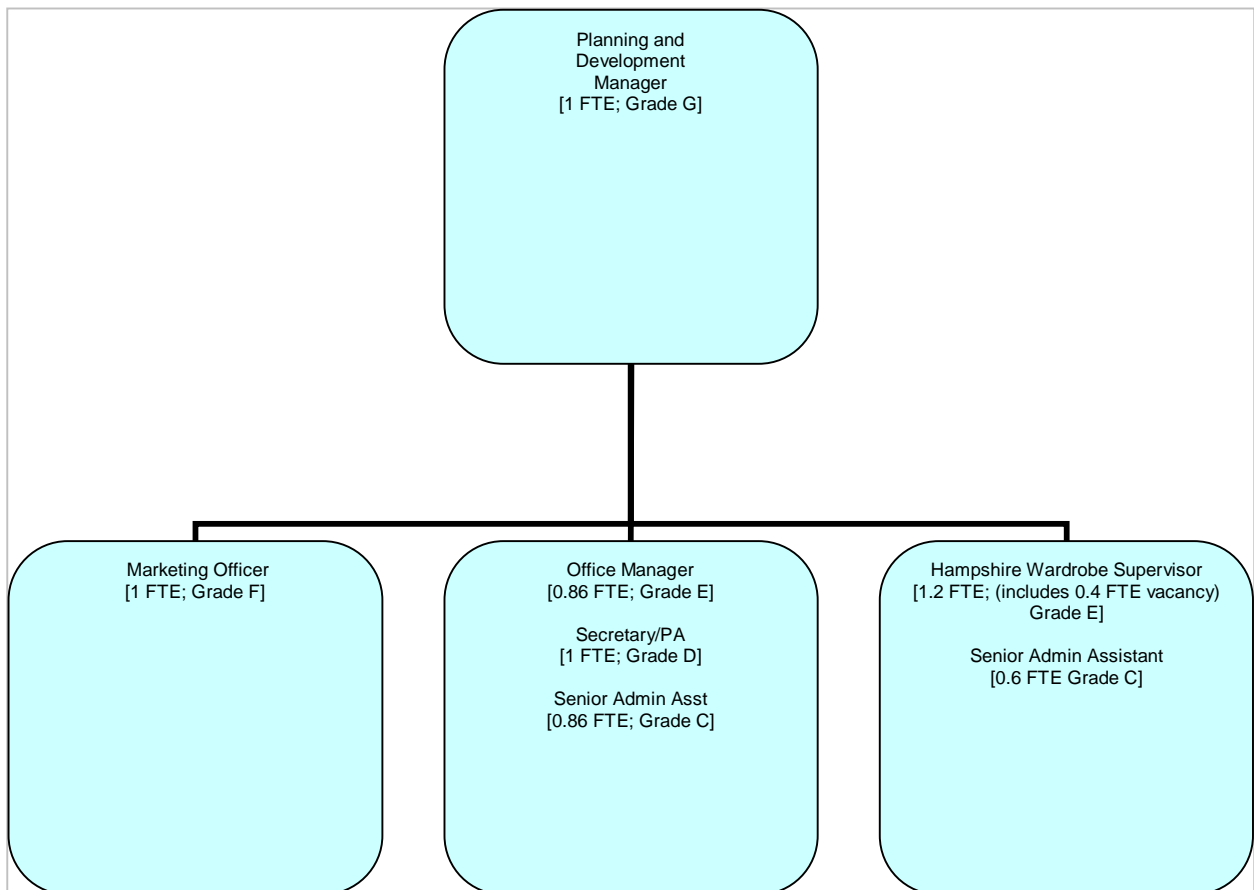 Planning and
Development
Manager
[1 FTE; Grade G]
Marketing Officer
[1 FTE; Grade F]
Office Manager
[0.86 FTE; Grade E]
Secretary/PA
[1 FTE; Grade D]
Senior Admin Asst
[0.86 FTE; Grade C]
Hampshire Wardrobe Supervisor
[1.2 FTE; (includes 0.4 FTE vacancy)
Grade E]
Senior Admin Assistant
[0.6 FTE Grade C]